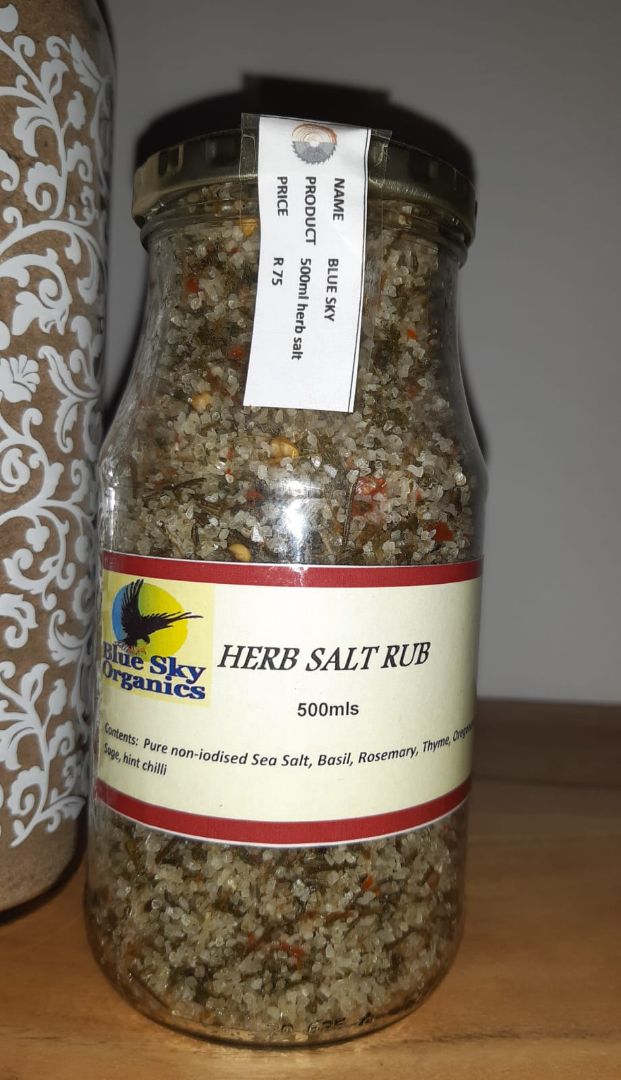 NAME BLUE SKY
PRODUCT 500ml herb salt
PRICE R 75
Blue Sky
Organics
HERB SALT RUB
500mls
Contents: Pure non-iodised Sea Salt, Basil, Rosemary, Thyme,
Sage, hint chilli